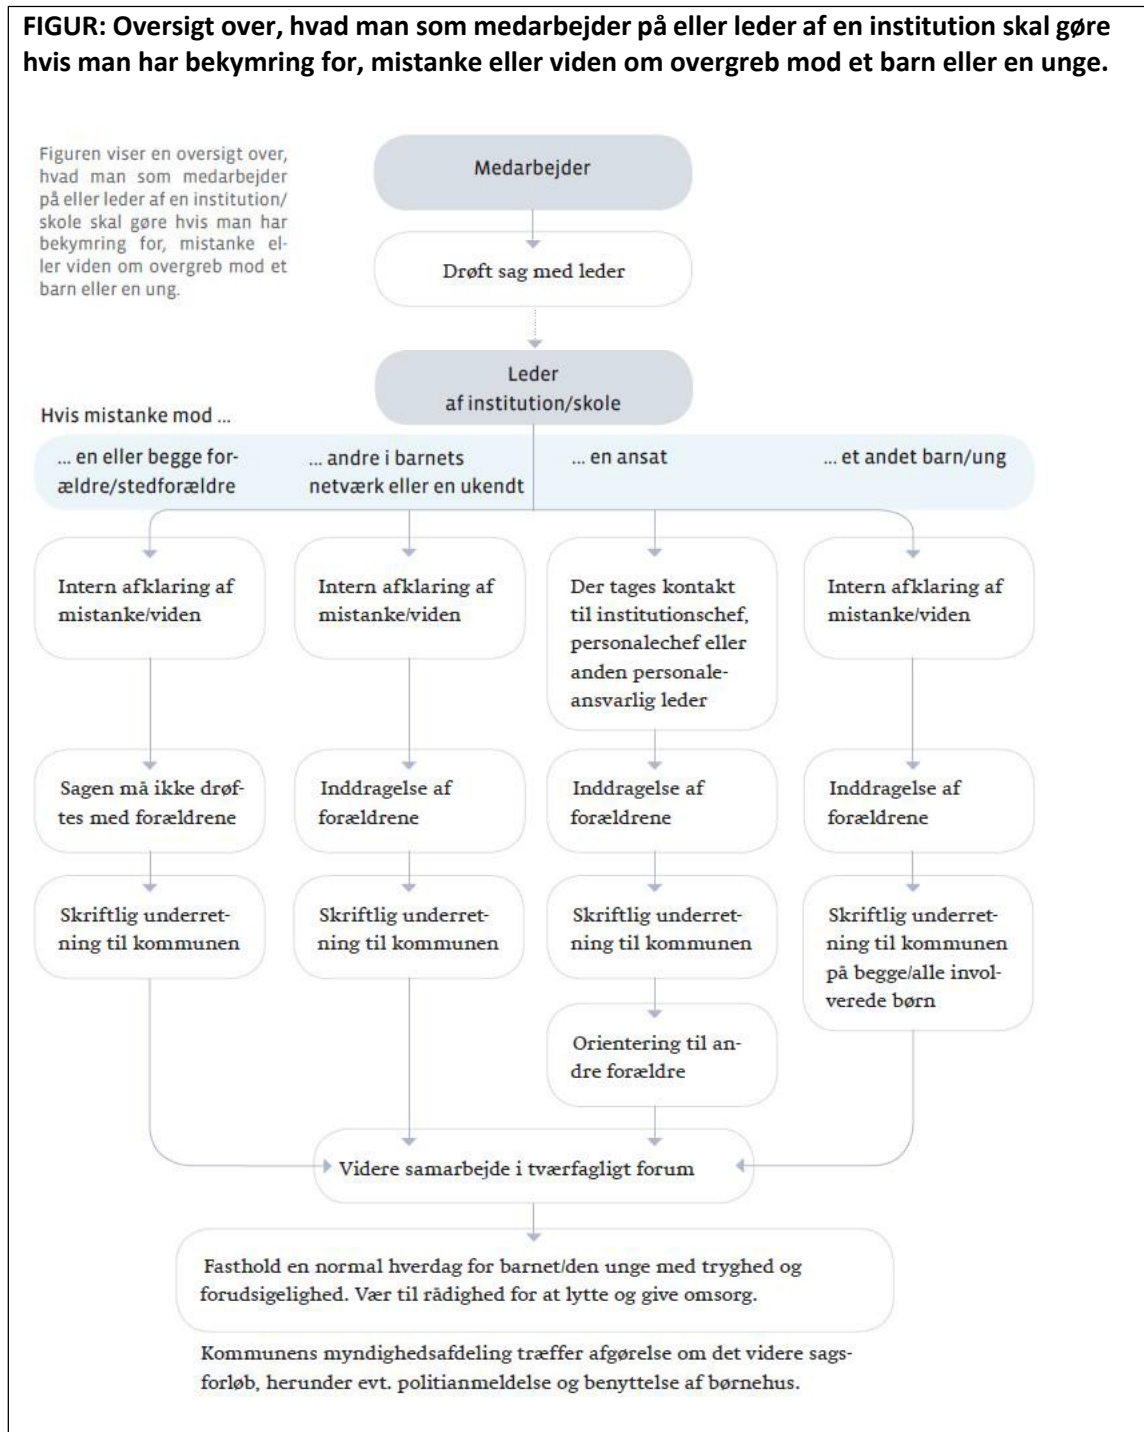 FIGUR: Oversigt over, hvad man som medarbejder på eller leder af en institution skal gøre
hvis man har bekymring for, mistanke eller viden om overgreb mod et barn eller en unge.
Figuren viser en oversigt over,
hvad man som medarbejder
på eller leder af en institution/
skole skal gøre hvis man har
bekymring for, mistanke el-
ler viden om overgreb mod et
barn eller en ung.
Medarbejder
Drøft sag med leder
Leder
af institution/skole
Hvis mistanke mod ...
... en eller begge for-
ældre/stedforældre
... andre i barnets
netværk eller en ukendt
... en ansat
... et andet barn/ung
Intern afklaring af
mistanke/viden
Intern afklaring af
mistanke/viden
Der tages kontakt
til institutionschef,
personalechef eller
anden personale-
ansvarlig leder
Intern afklaring af
mistanke/viden
Sagen må ikke drøf-
tes med forældrene
Inddragelse af
forældrene
Inddragelse af
forældrene
Inddragelse af
forældrene
Skriftlig underret-
ning til kommunen
Skriftlig underret-
ning til kommunen
Skriftlig underret-
ning til kommunen
Skriftlig underret-
ning til kommunen
på begge/alle invol-
verede børn
Orientering til an-
dre forældre
Videre samarbejde i tværfagligt forum
Fasthold en normal hverdag for barnet/den unge med tryghed og
forudsigelighed. Vær til rådighed for at lytte og give omsorg.
Kommunens myndighedsafdeling træffer afgørelse om det videre sags-
forløb, herunder evt. politianmeldelse og benyttelse af børnehus.